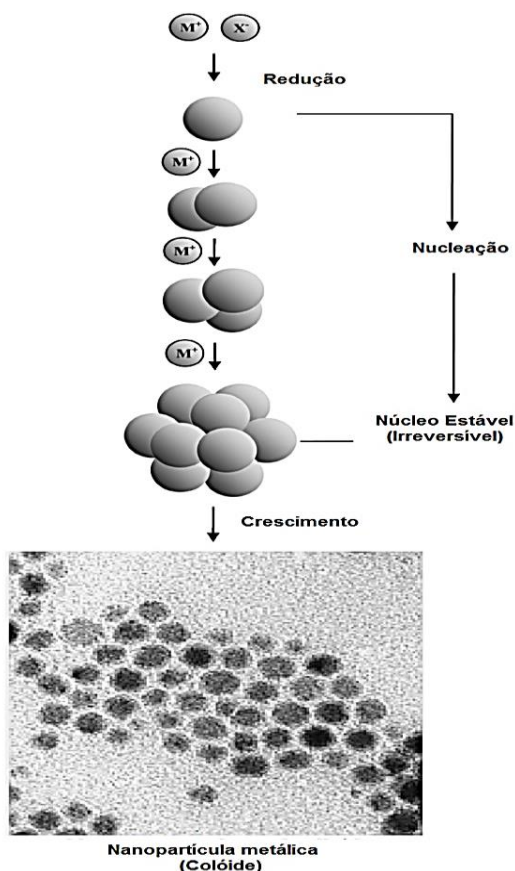 M⁺ X⁻
Redução
M⁺
M⁺
Nucleação
M⁺
Núcleo Estável
(Irreversível)
Crescimento
Nanopartícula metálica
(Colóide)